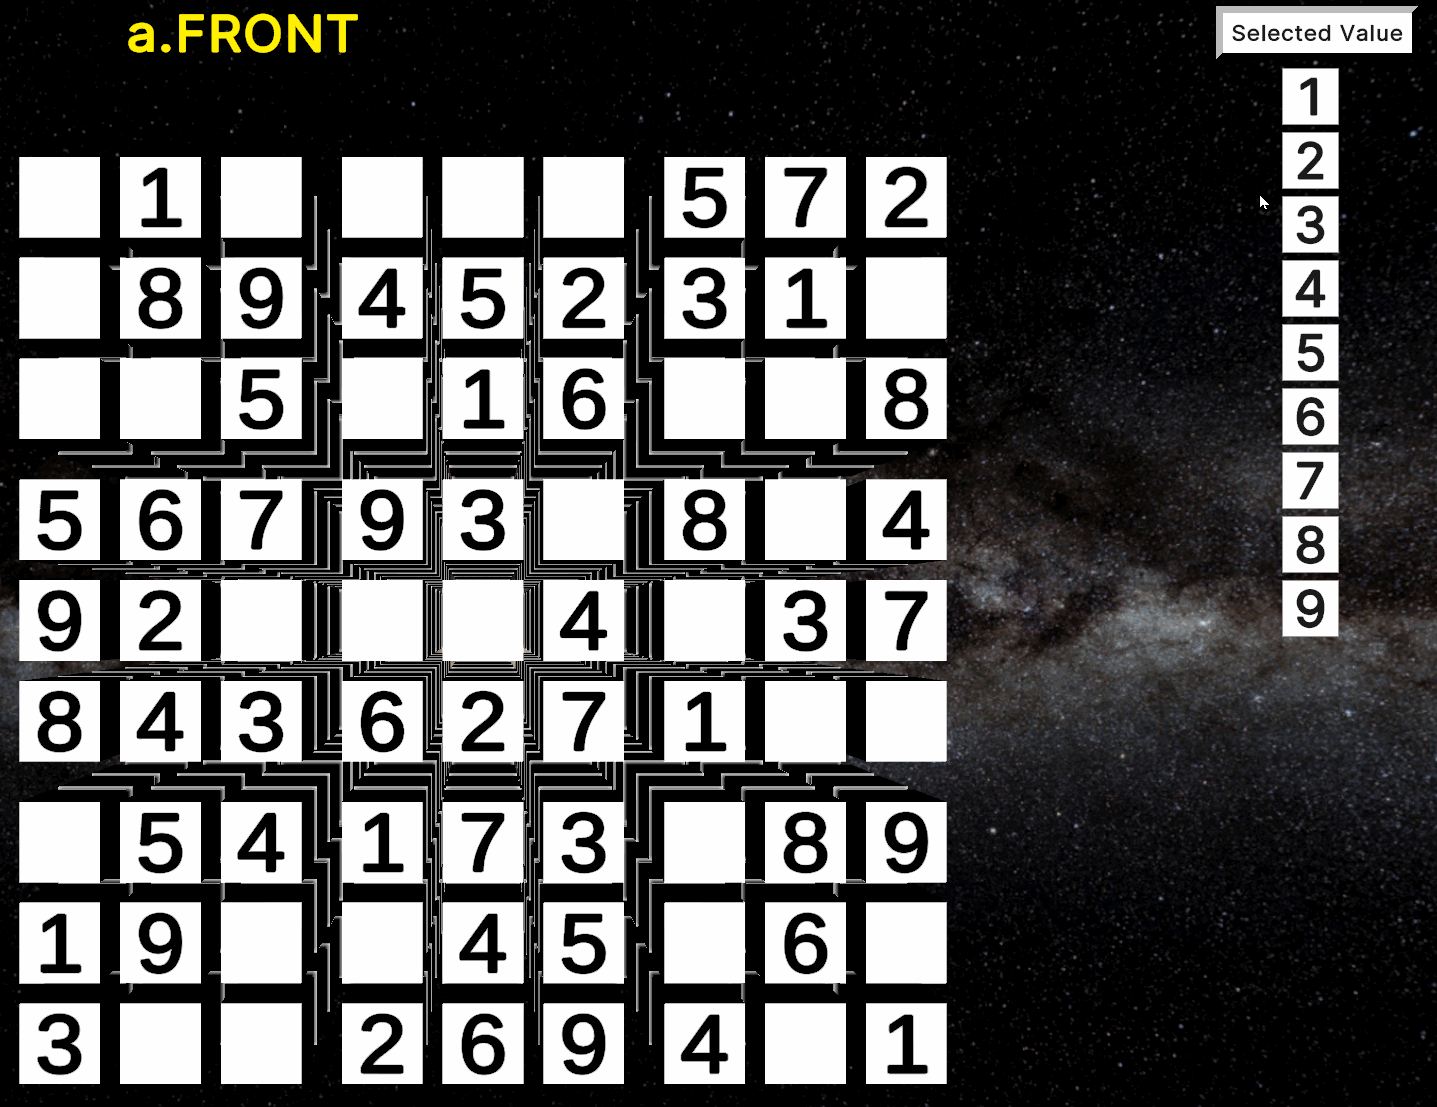 a.FRONT
Selected Value
1
2
3
4
5
6
7
8
9
1 5 7 2
8 9 4 5 2 3 1
5 1 6 8
5 6 7 9 3 8 4
9 2 4 3 7
8 4 3 6 2 7 1
5 4 1 7 3 8 9
1 9 4 5 6
3 2 6 9 4 1